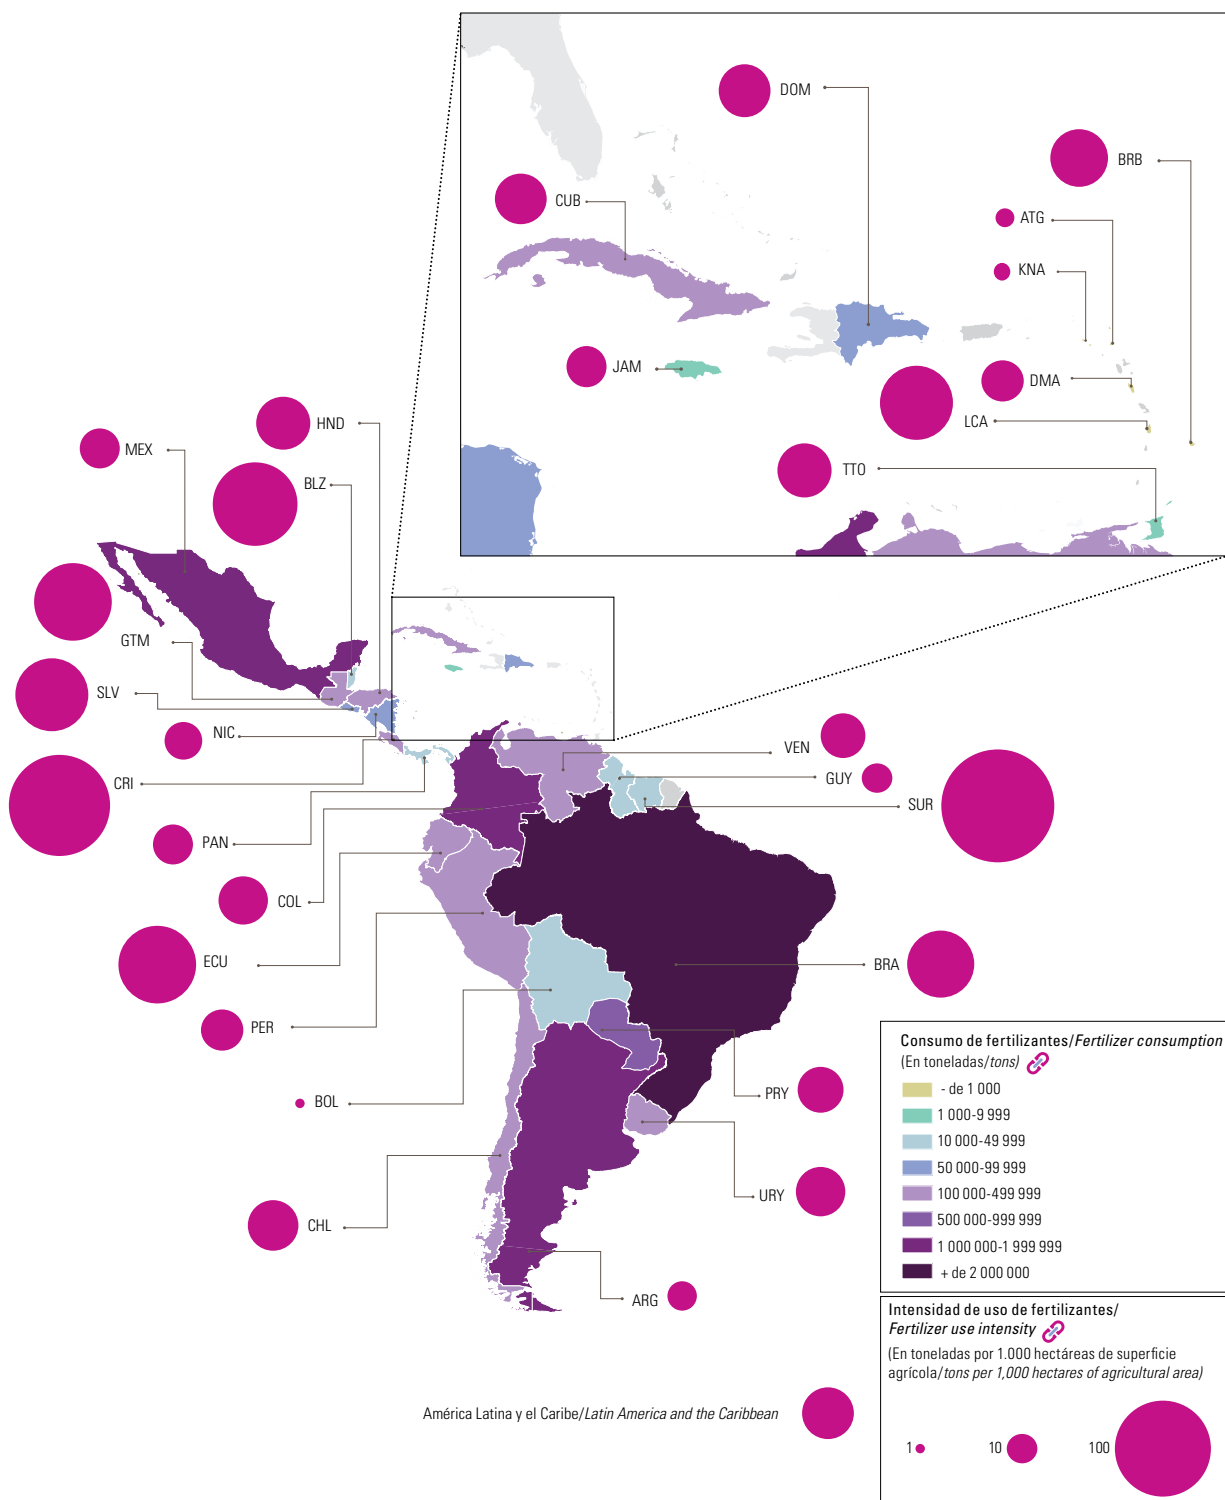 DOM
BRB
CUB
ATG
KNA
JAM
DMA
LCA
TTO
HND
MEX
BLZ
GTM
SLV
NIC
CRI
VEN
GUY
SUR
PAN
COL
ECU
BRA
PER
BOL
PRY
URY
CHL
ARG
Consumo de fertilizantes/Fertilizer consumption
(En toneladas/tons)
- de 1 000
1 000-9 999
10 000-49 999
50 000-99 999
100 000-499 999
500 000-999 999
1 000 000-1 999 999
+ de 2 000 000
Intensidad de uso de fertilizantes/
Fertilizer use intensity
(En toneladas por 1.000 hectáreas de superficie
agrícola/tons per 1,000 hectares of agricultural area)
1
10
100
América Latina y el Caribe/Latin America and the Caribbean